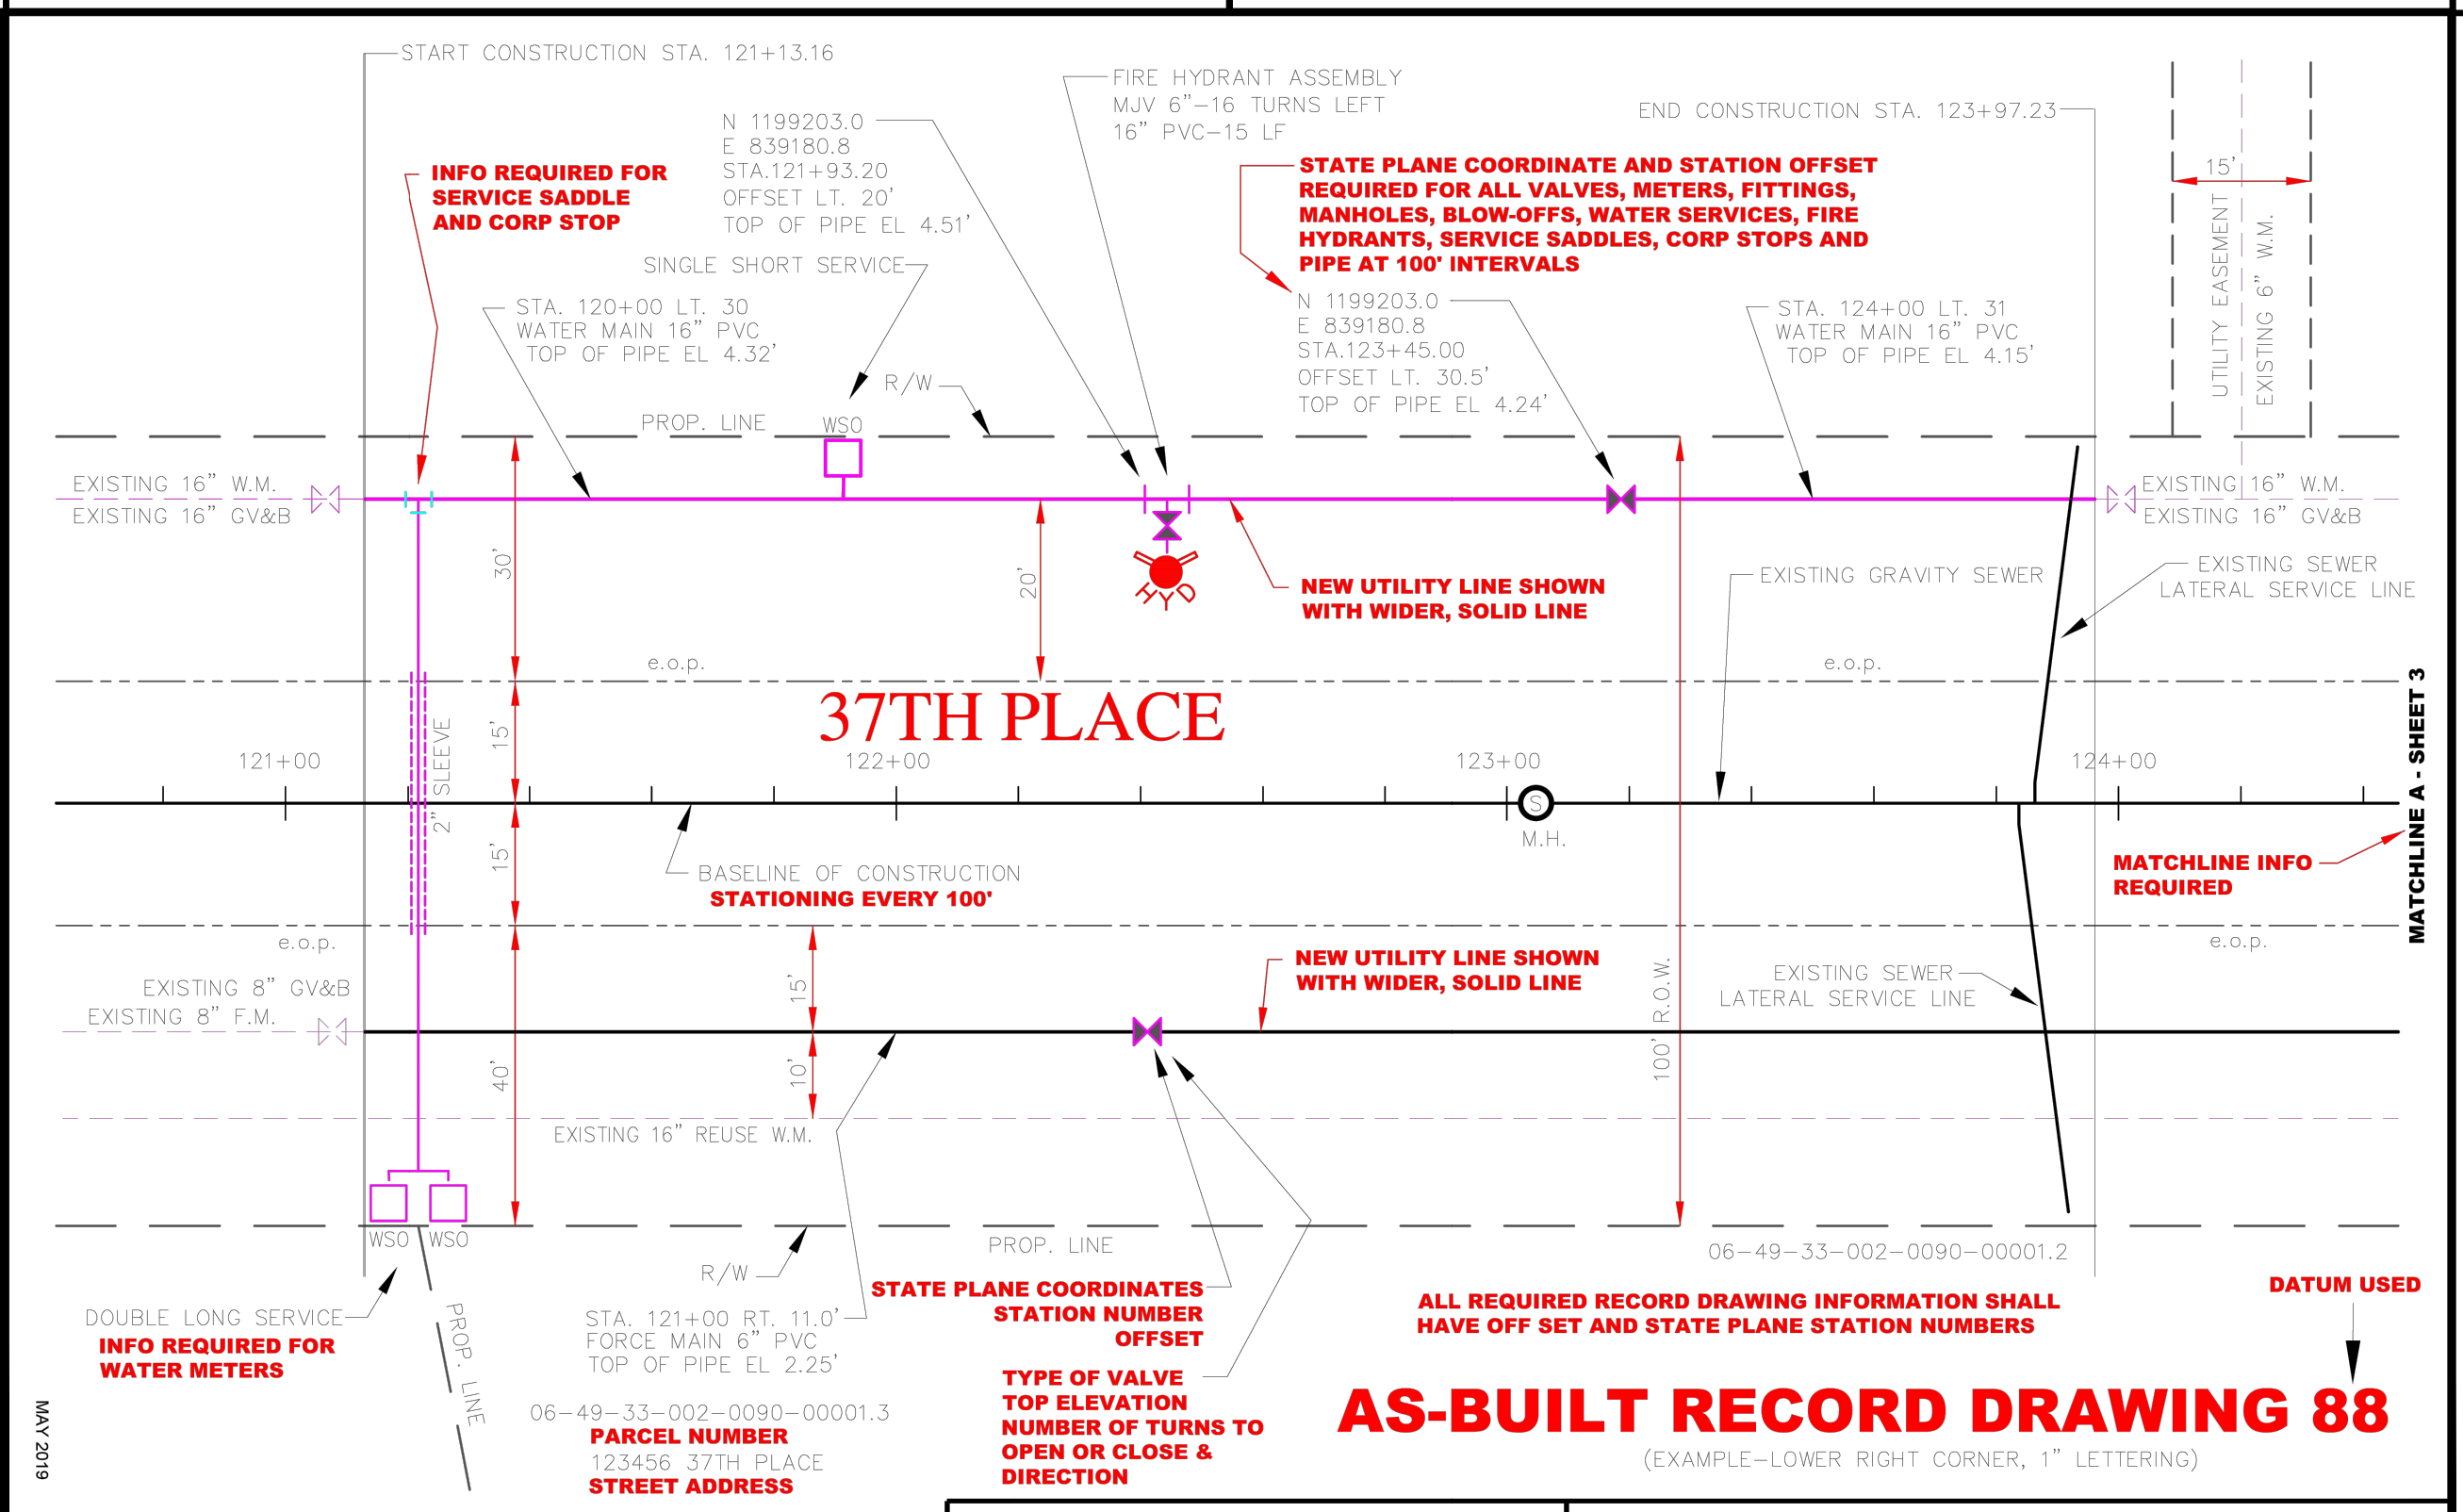 START CONSTRUCTION STA. 121+13.16
FIRE HYDRANT ASSEMBLY
MJV 6”-16 TURNS LEFT
16” PVC-15 LF
END CONSTRUCTION STA. 123+97.23
N 1199203.0
E 839180.8
STA.121+93.20
OFFSET LT. 20’
TOP OF PIPE EL 4.51’
INFO REQUIRED FOR
SERVICE SADDLE
AND CORP STOP
STATE PLANE COORDINATE AND STATION OFFSET
REQUIRED FOR ALL VALVES, METERS, FITTINGS,
MANHOLES, BLOW-OFFS, WATER SERVICES, FIRE
HYDRANTS, SERVICE SADDLES, CORP STOPS AND
PIPE AT 100' INTERVALS
15’
UTILITY EASEMENT
EXISTING 6” W.M.
SINGLE SHORT SERVICE
STA. 120+00 LT. 30
WATER MAIN 16” PVC
TOP OF PIPE EL 4.32’
N 1199203.0
E 839180.8
STA.123+45.00
OFFSET LT. 30.5’
TOP OF PIPE EL 4.24’
STA. 124+00 LT. 31
WATER MAIN 16” PVC
TOP OF PIPE EL 4.15’
R/W
PROP. LINE
WSO
EXISTING 16” W.M.
EXISTING 16” GV&B
EXISTING 16” W.M.
EXISTING 16” GV&B
30’
20’
HYD
NEW UTILITY LINE SHOWN
WITH WIDER, SOLID LINE
EXISTING GRAVITY SEWER
EXISTING SEWER
LATERAL SERVICE LINE
e.o.p.
e.o.p.
37TH PLACE
15’
2” SLEEVE
121+00
122+00
123+00
124+00
S
M.H.
15’
BASELINE OF CONSTRUCTION
STATIONING EVERY 100'
MATCHLINE INFO
REQUIRED
MATCHLINE A - SHEET 3
e.o.p.
e.o.p.
EXISTING 8” GV&B
EXISTING 8” F.M.
15’
NEW UTILITY LINE SHOWN
WITH WIDER, SOLID LINE
100’ R.O.W.
EXISTING SEWER
LATERAL SERVICE LINE
40’
10’
EXISTING 16” REUSE W.M.
WSO
WSO
PROP. LINE
06-49-33-002-0090-00001.2
R/W
DOUBLE LONG SERVICE
INFO REQUIRED FOR
WATER METERS
PROP. LINE
STA. 121+00 RT. 11.0’
FORCE MAIN 6” PVC
TOP OF PIPE EL 2.25’
STATE PLANE COORDINATES
STATION NUMBER
OFFSET
TYPE OF VALVE
TOP ELEVATION
NUMBER OF TURNS TO
OPEN OR CLOSE &
DIRECTION
06-49-33-002-0090-00001.3
PARCEL NUMBER
123456 37TH PLACE
STREET ADDRESS
ALL REQUIRED RECORD DRAWING INFORMATION SHALL
HAVE OFF SET AND STATE PLANE STATION NUMBERS
DATUM USED
AS-BUILT RECORD DRAWING 88
(EXAMPLE-LOWER RIGHT CORNER, 1” LETTERING)
MAY 2019